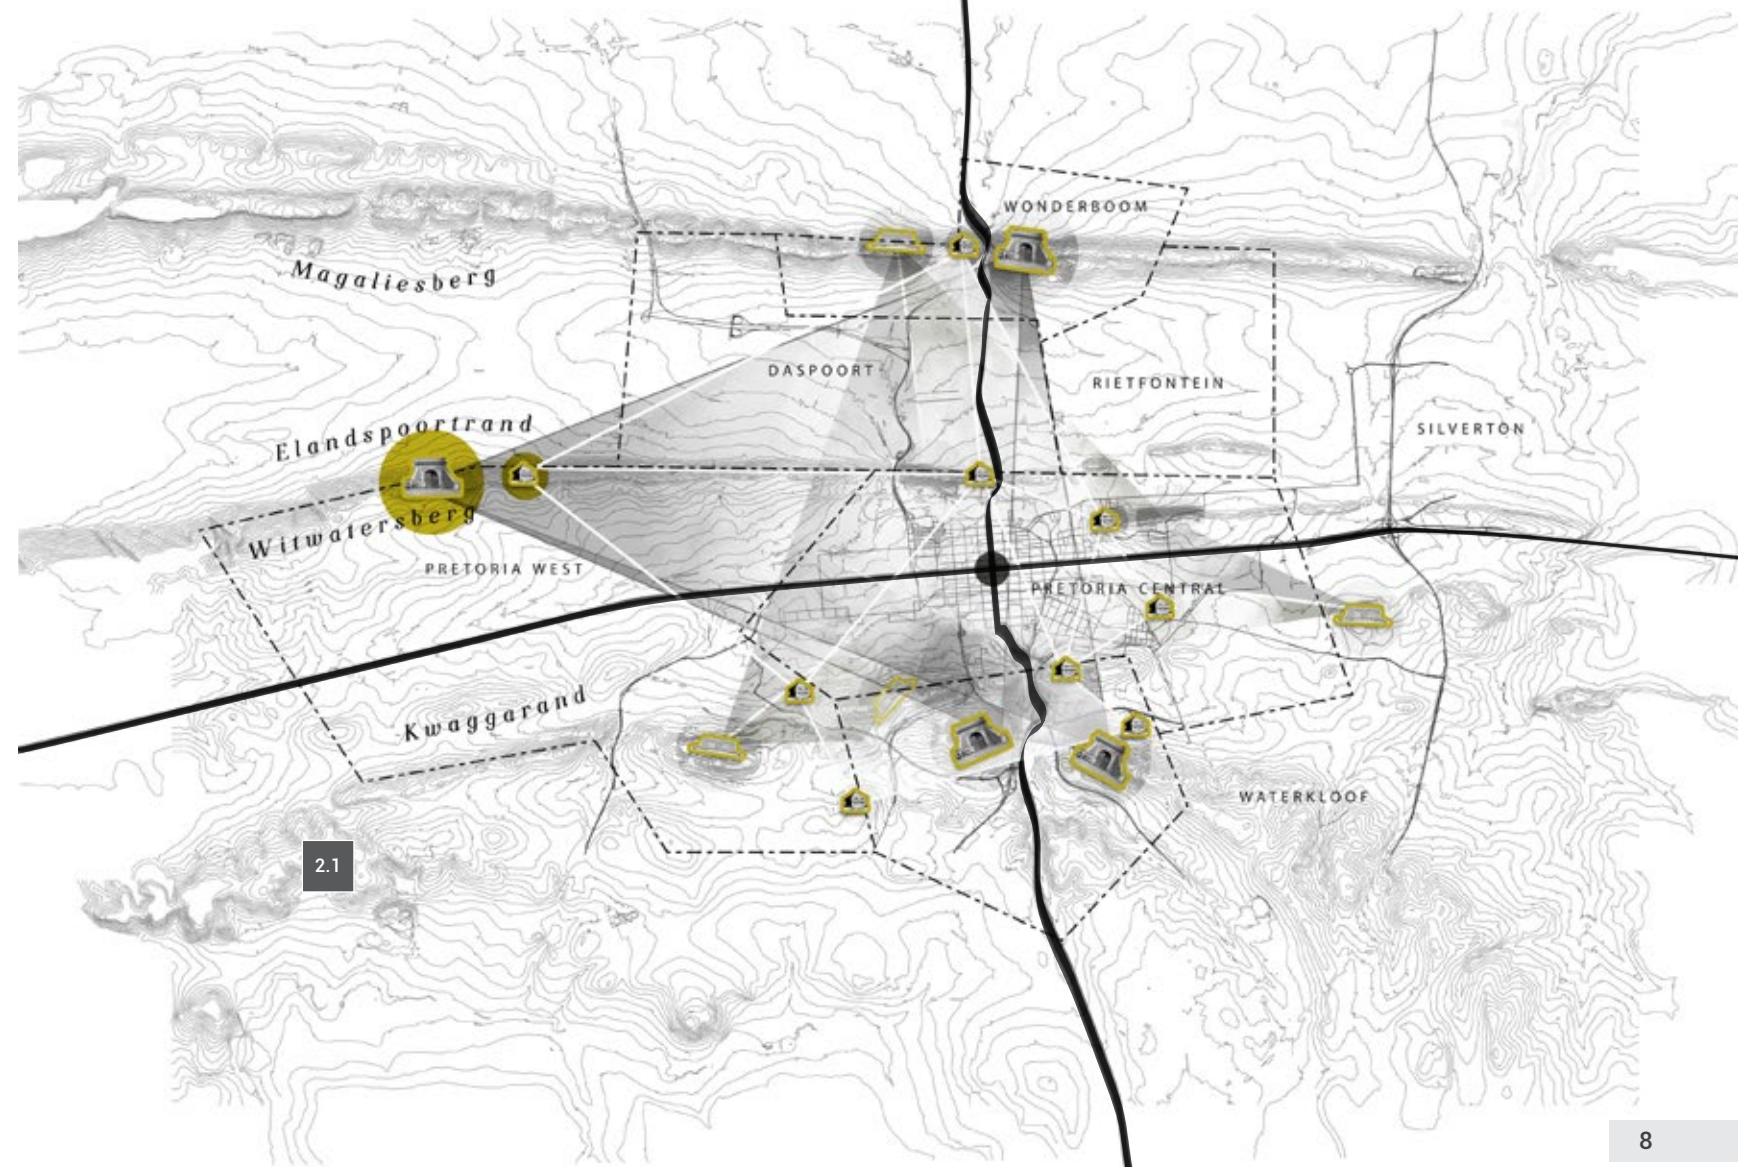 WONDERBOOM
Magaliesberg
DASPOORT
RIETFONTEIN
Elandspoortrand
SILVERTON
Witwatersberg
PRETORIA WEST
PRETORIA CENTRAL
Kwaggarand
WATERKLOOF
2.1
8